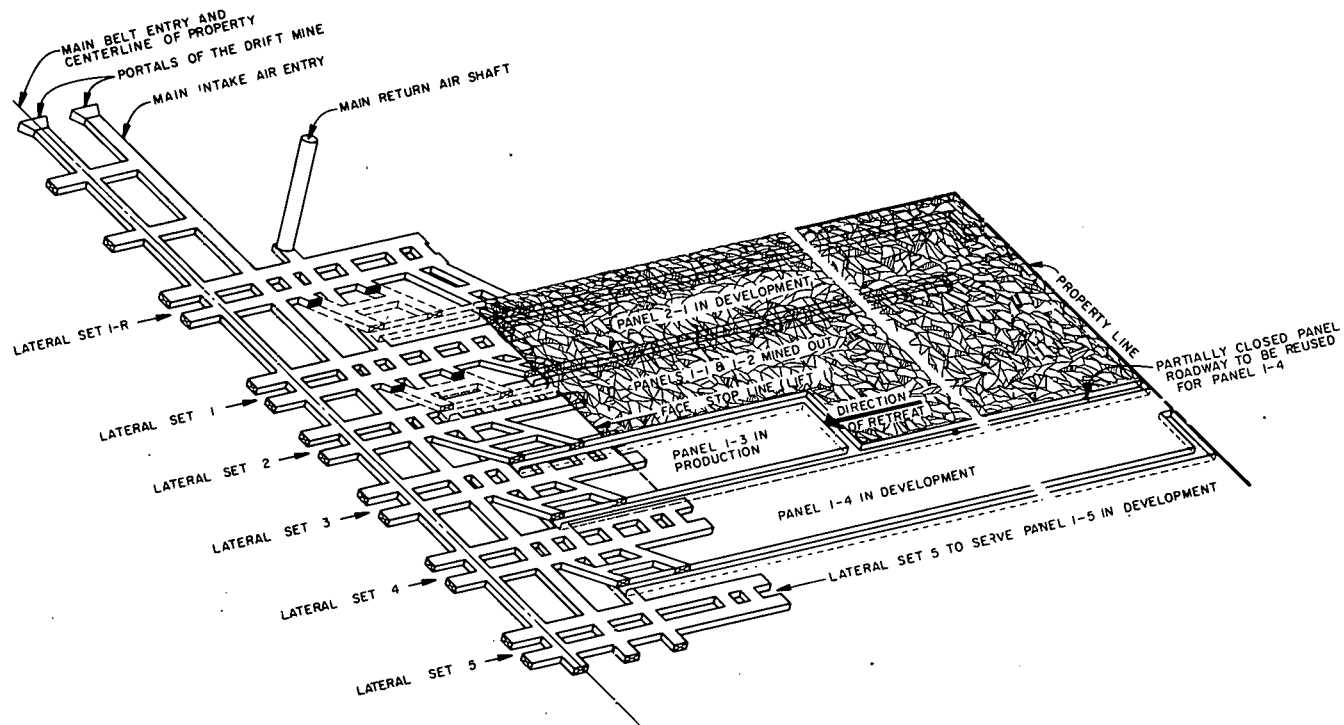 MAIN BELT ENTRY AND
CENTERLINE OF PROPERTY
PORTALS OF THE DRIFT MINE
MAIN INTAKE AIR ENTRY
MAIN RETURN AIR SHAFT
PANEL 2-1 IN DEVELOPMENT
PROPERTY LINE
LATERAL SET 1-R
PANELS 1-1 & 1-2 MINED OUT
PARTIALLY CLOSED PANEL
ROADWAY TO BE REUSED
FOR PANEL 1-4
FACE STOP LINE LIFT
DIRECTION
OF RETREAT
LATERAL SET 1
PANEL 1-3 IN
PRODUCTION
LATERAL SET 2
PANEL 1-4 IN DEVELOPMENT
LATERAL SET 3
LATERAL SET 5 TO SERVE PANEL 1-5 IN DEVELOPMENT
LATERAL SET 4
LATERAL SET 5